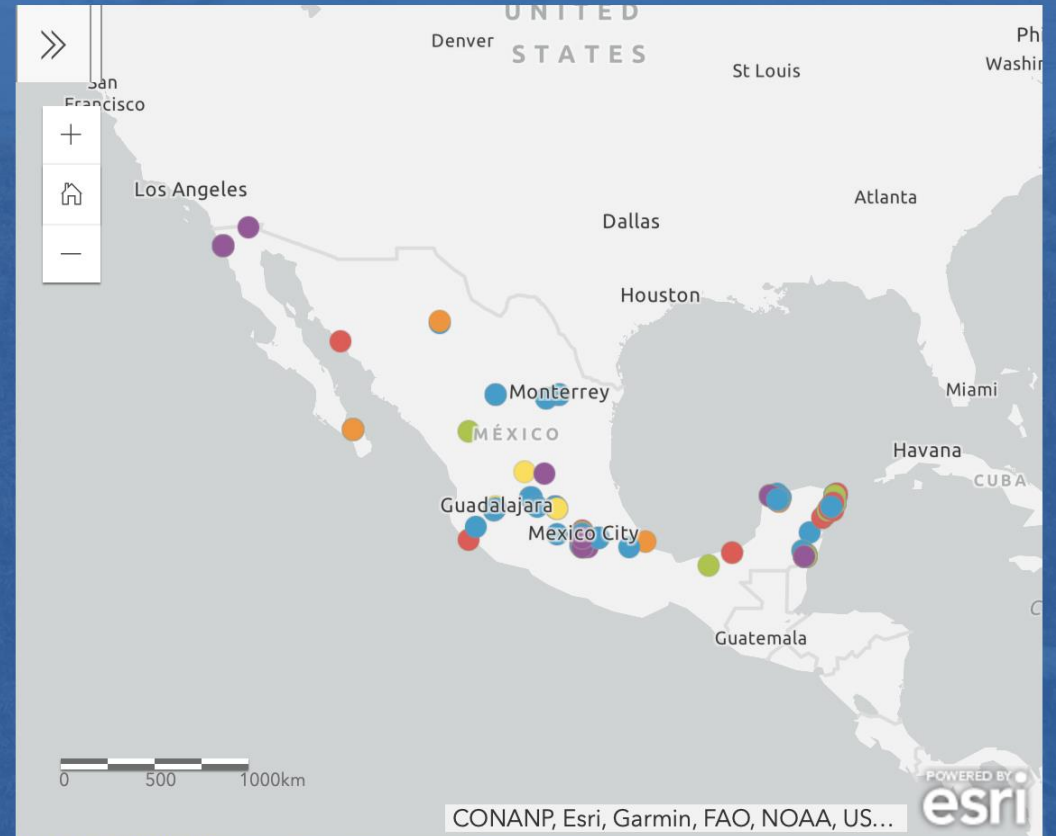 UNITED
STATES
Denver
St Louis
Phi
Washin
San
Francisco
Los Angeles
Dallas
Atlanta
Houston
Monterrey
MÉXICO
Miami
Havana
CUBA
Guadalajara
Mexico City
Guatemala
C
0 500 1000km
CONANP, Esri, Garmin, FAO, NOAA, US...
POWERED BY
esri